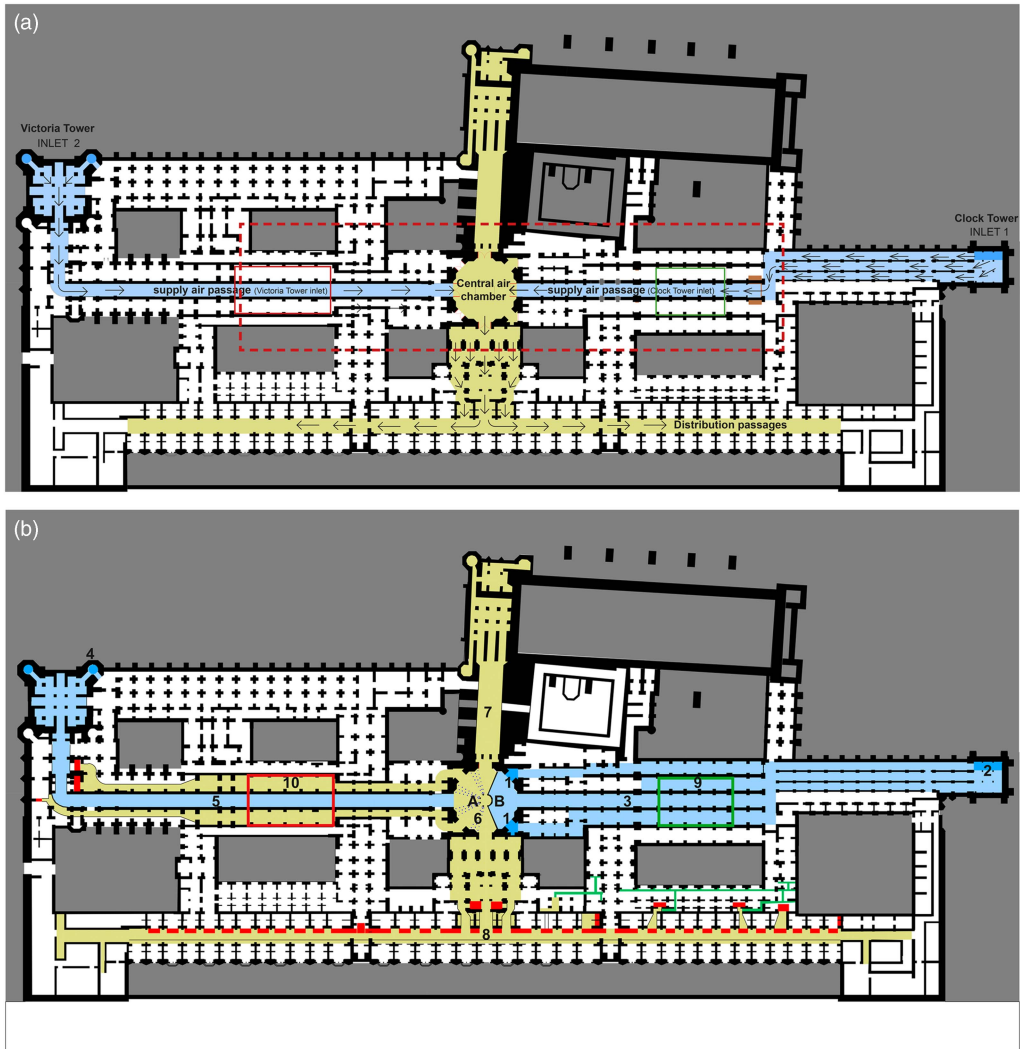 (a)
Victoria Tower
INLET 2
Clock Tower
INLET 1
supply air passage (Victoria Tower inlet)
Central air
chamber
supply air passage (Clock Tower inlet)
Distribution passages
(b)
4
7
10
1
9
2
5
A
B
3
6
1
8